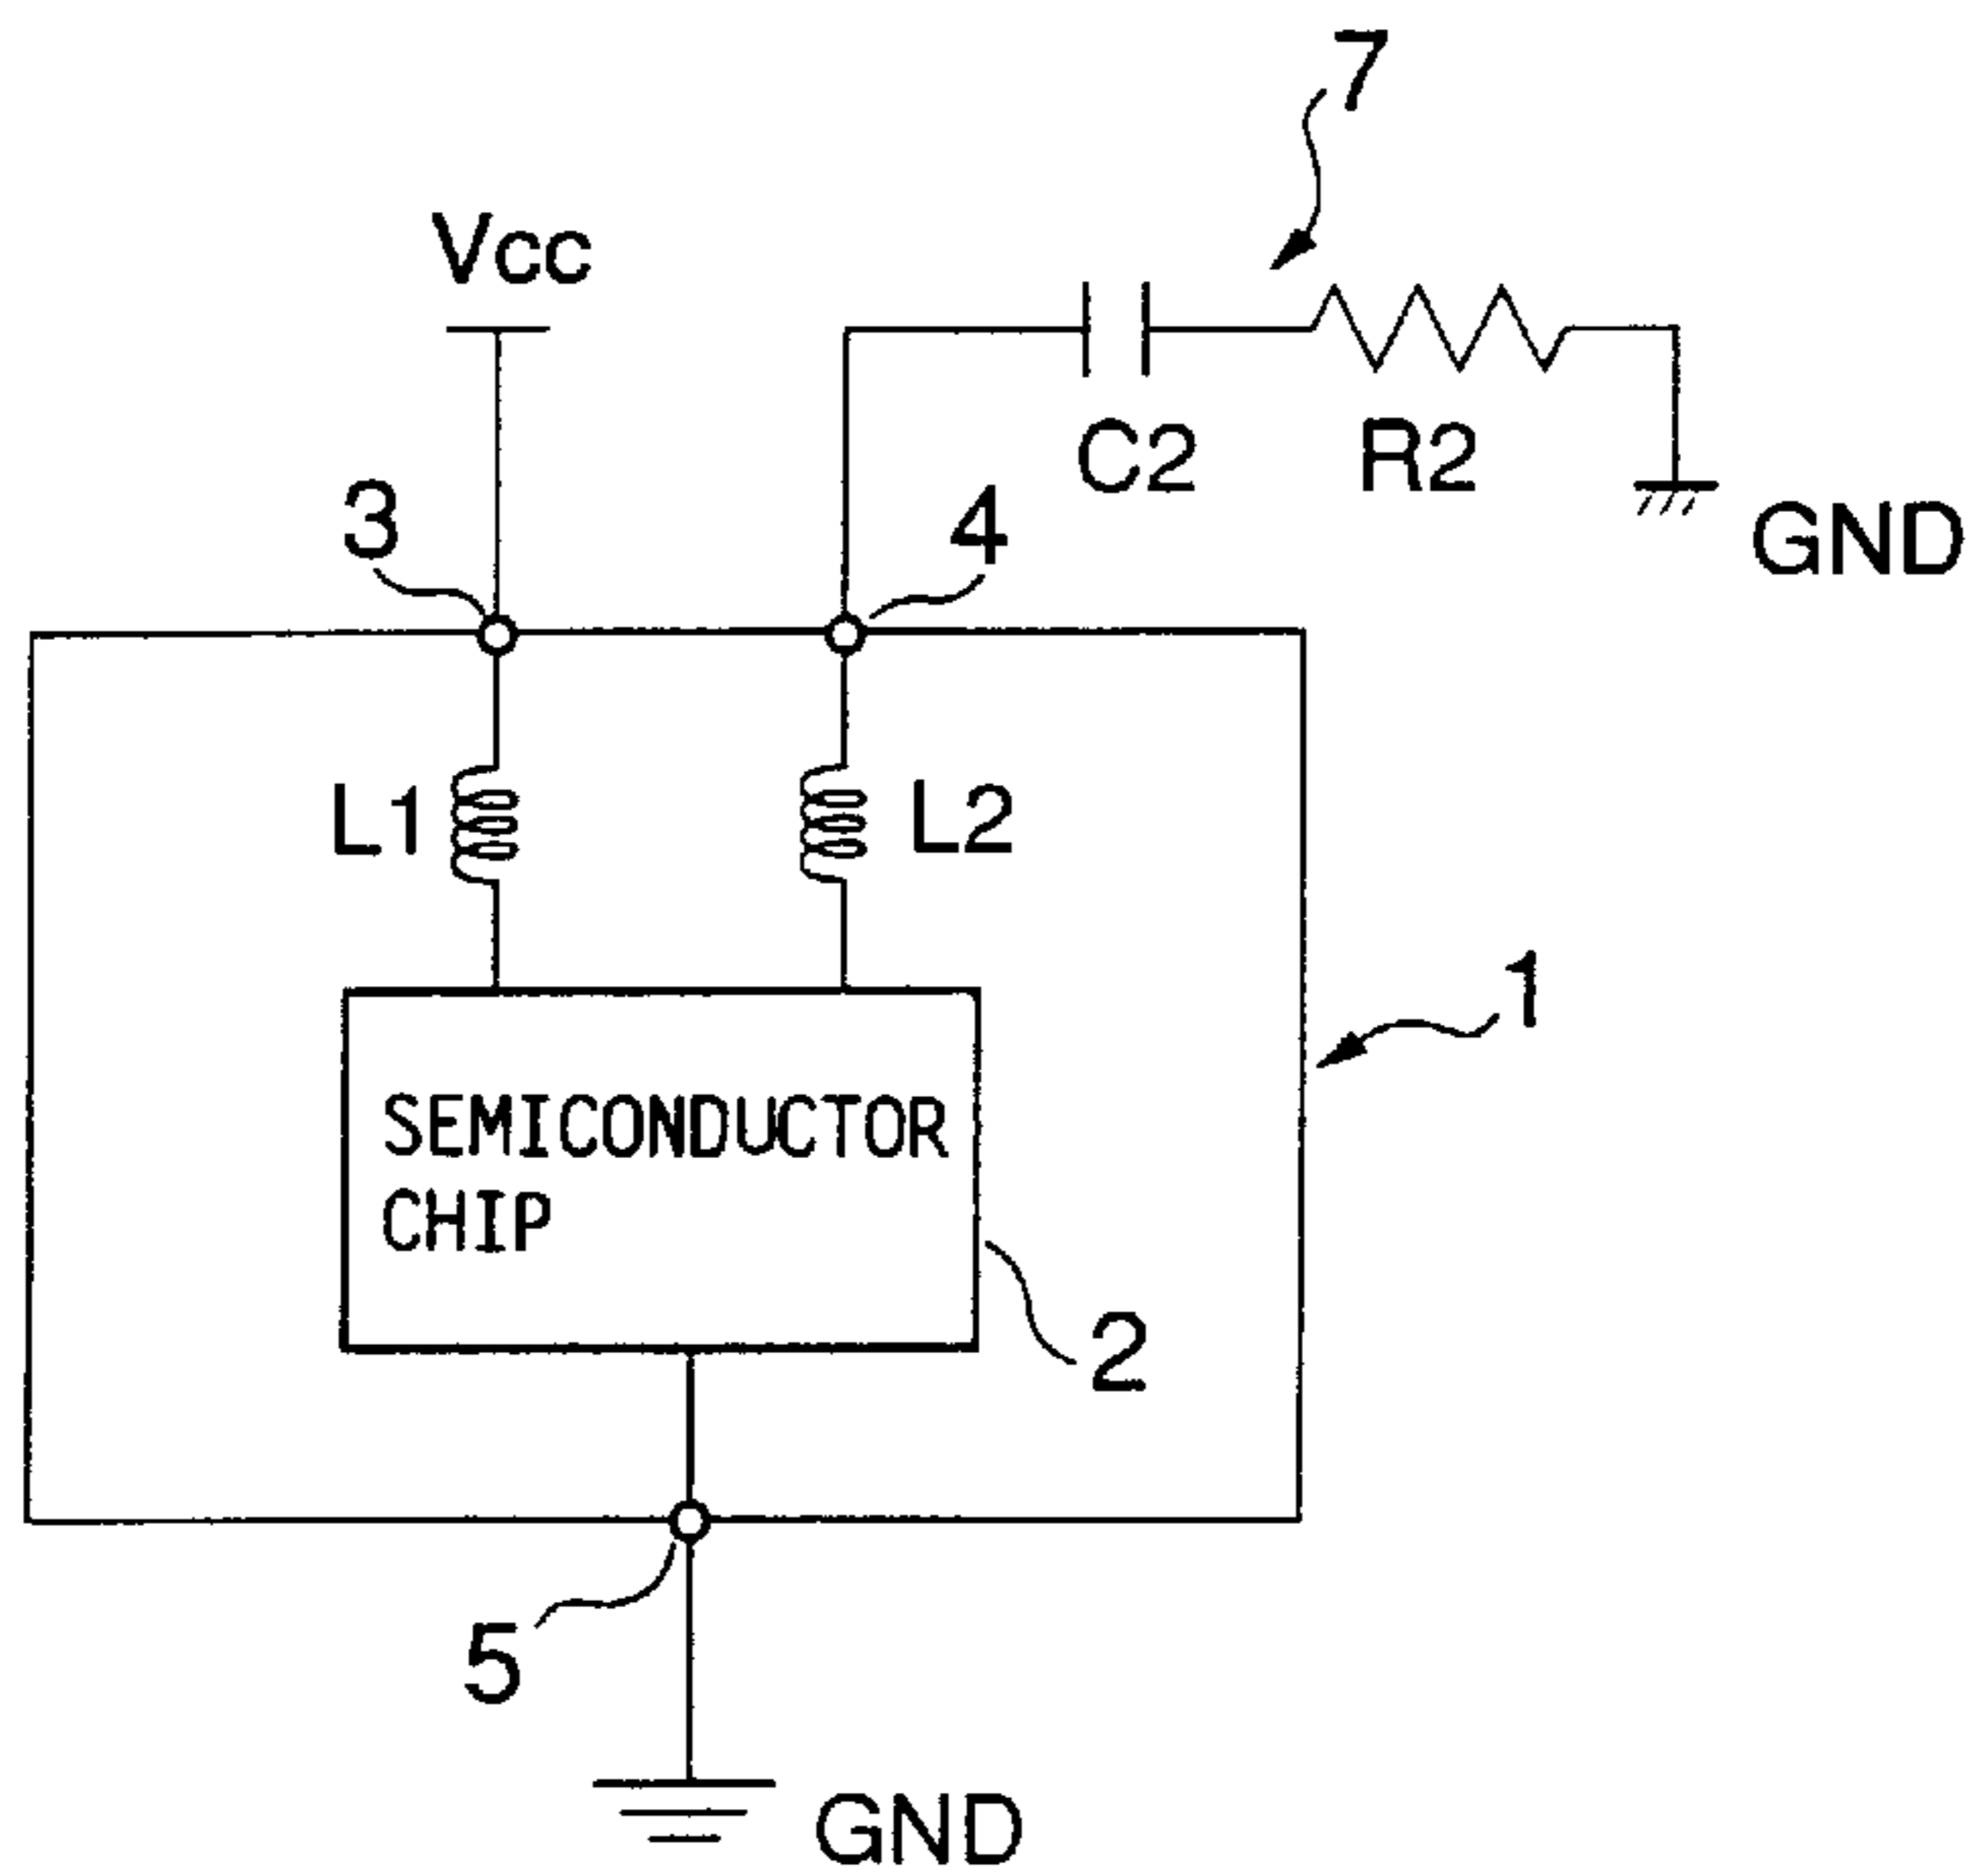 7
Vcc
C2 R2
3 4
GND
L1 L2
1
SEMICONDUCTOR
CHIP
2
5
GND